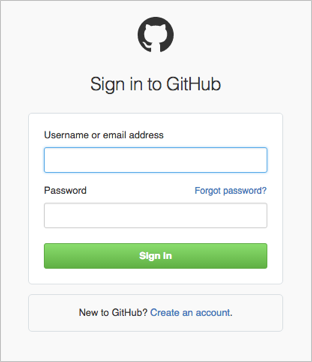 Sign in to GitHub
Username or email address
Password Forgot password?
Sign in
New to GitHub? Create an account.